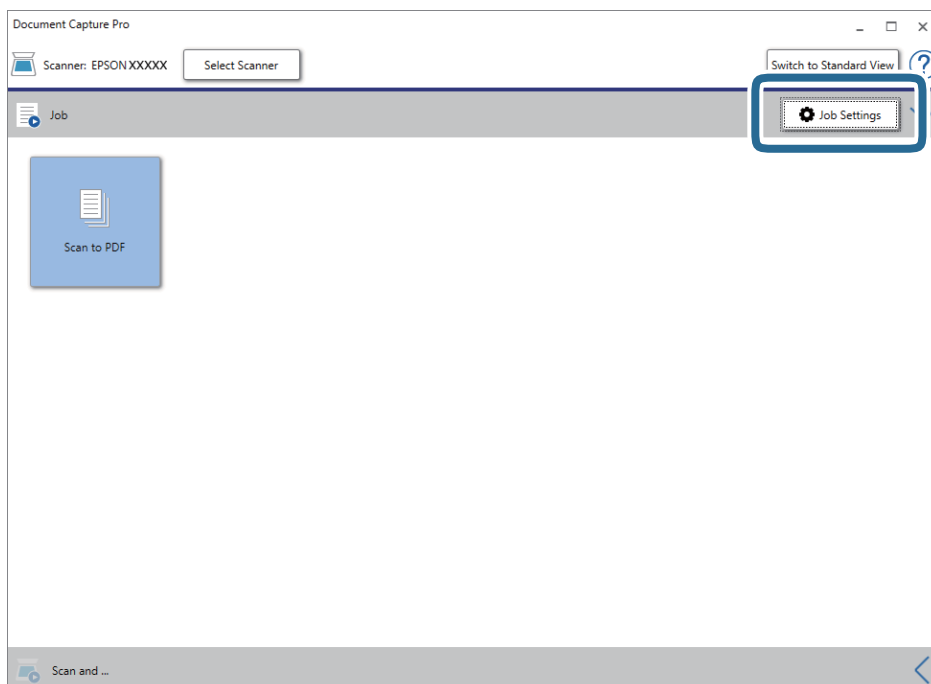 Document Capture Pro
Scanner: EPSON XXXXX Select Scanner Switch to Standard View ?
Job Job Settings
Scan to PDF
Scan and ...